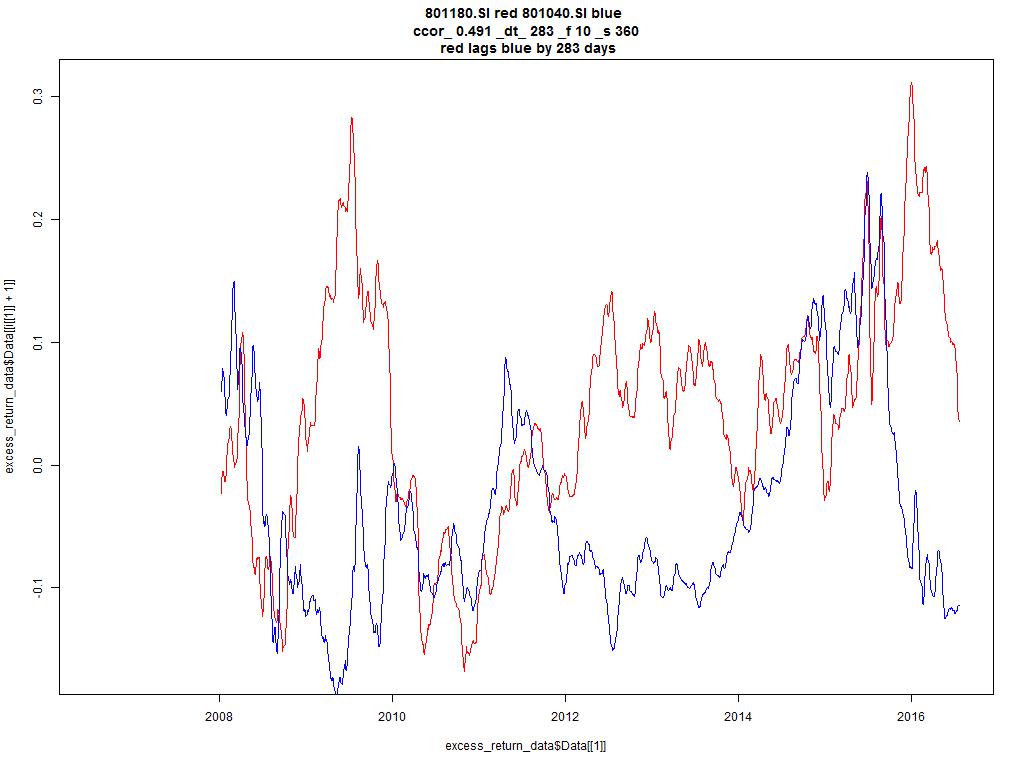 801180.SI red 801040.SI blue
ccor_ 0.491 _dt_ 283 _f 10 _s 360
red lags blue by 283 days
excess_return_data$Data[[i[[1]] + 1]]
0.3
0.2
0.1
0.0
-0.1
2008
2010
2012
2014
2016
excess_return_data$Data[[1]]